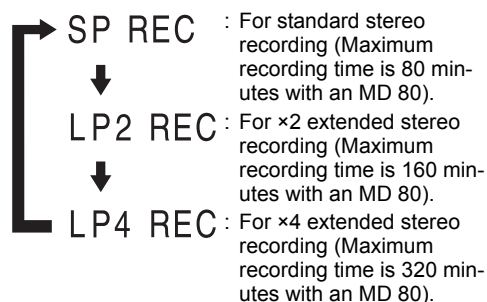 SP REC : For standard stereo
recording (Maximum
recording time is 80 min-
utes with an MD 80).
LP2 REC : For ×2 extended stereo
recording (Maximum
recording time is 160 min-
utes with an MD 80).
LP4 REC : For ×4 extended stereo
recording (Maximum
recording time is 320 min-
utes with an MD 80).